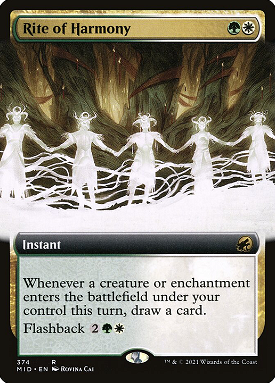 Rite of Harmony
Instant
Whenever a creature or enchantment
enters the battlefield under your
control this turn, draw a card.
Flashback 2
374 R
MID • EN Rovina Cai
™ & © 2021 Wizards of the Coast